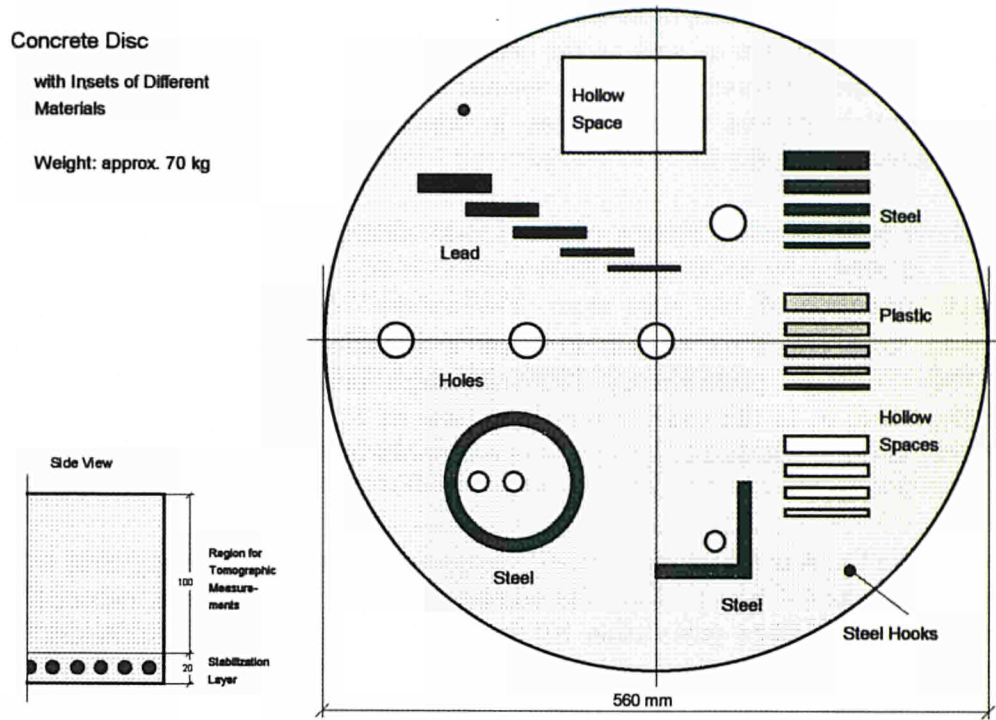 Concrete Disc
with Insets of Different
Materials
Weight: approx. 70 kg
Hollow
Space
Steel
Lead
Plastic
Holes
Hollow
Spaces
Side View
Region for
Tomographic
Measure-
ments
100
Steel
Steel
Steel Hooks
20
Stabilization
Layer
560 mm